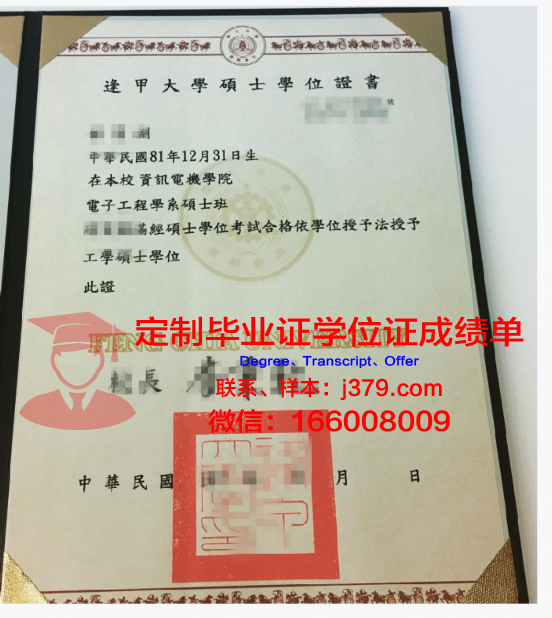 逢甲大學碩士學位證書
號
中華民國81年12月31日生
在本校 資訊電機學院
電子工程學系碩士班
經碩士學位考試合格依學位授予法授予
工學碩士學位
此證
FENG CHIA UNIVERSITY
定制毕业证学位证成绩单
Degree、Transcript、Offer
校長
联系、样本：j379.com
微信：166008009
中華民國 月 日